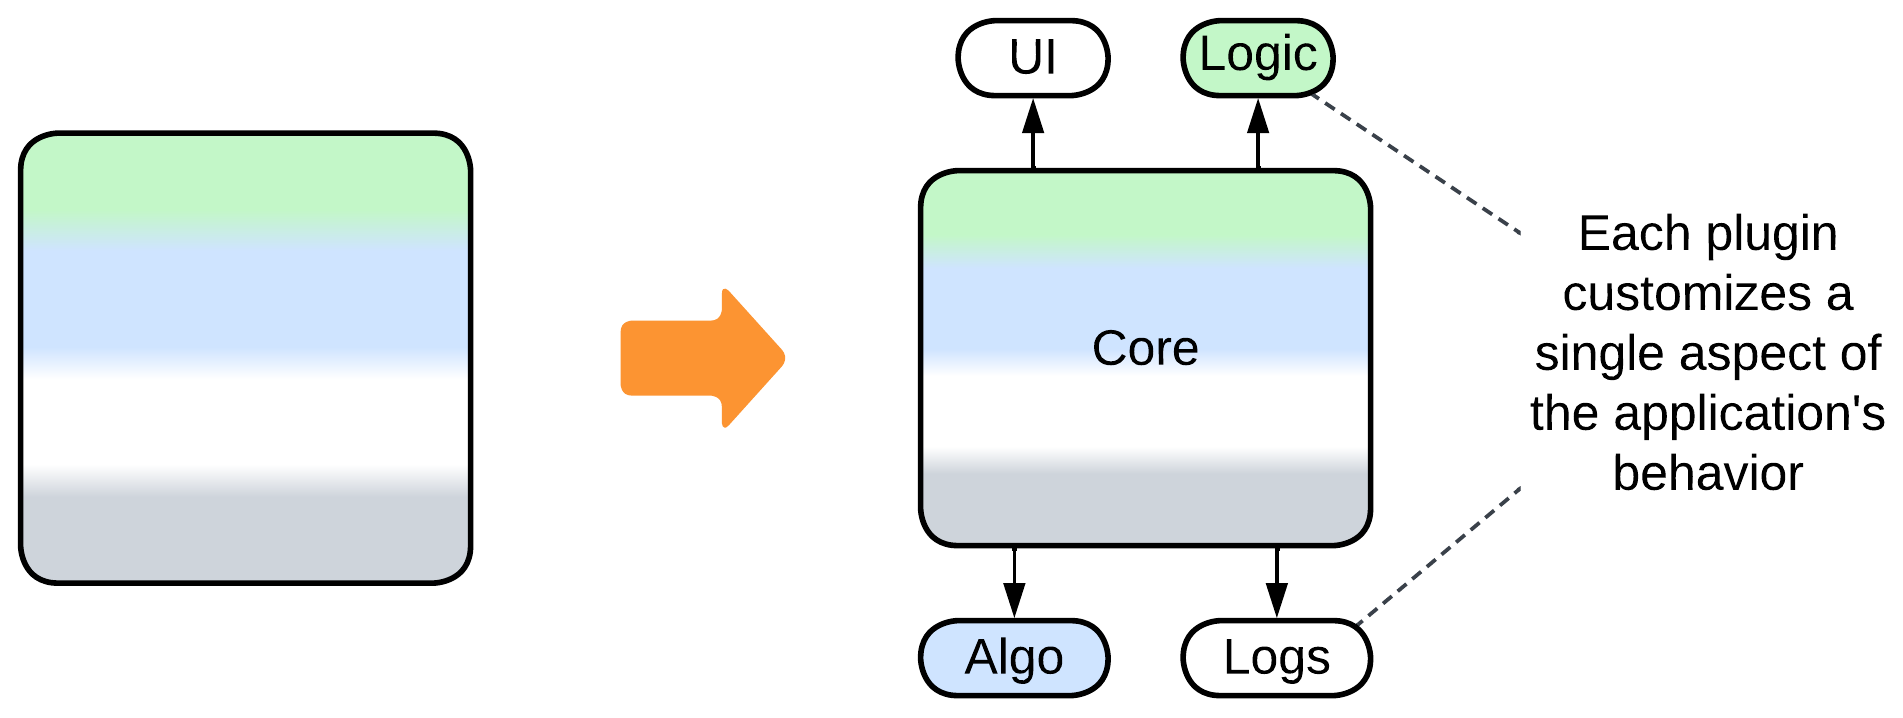 UI
Logic
Core
Each plugin
customizes a
single aspect of
the application's
behavior
Algo
Logs